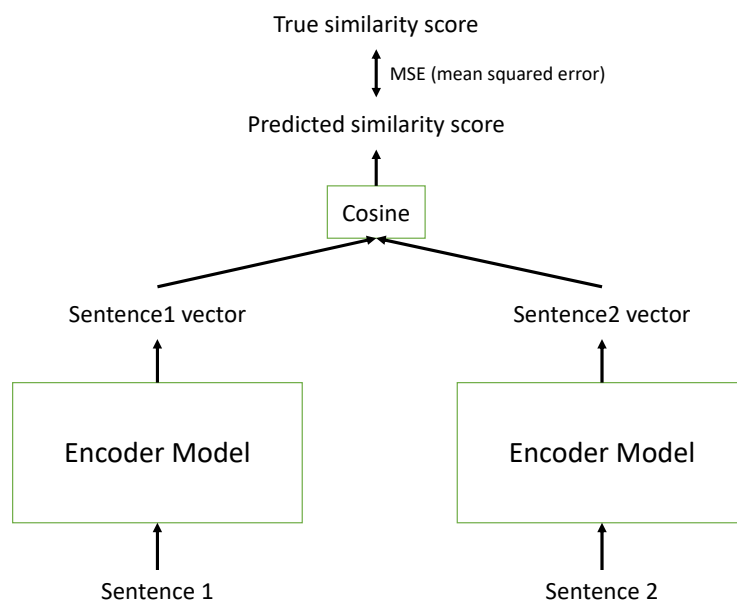 True similarity score
MSE (mean squared error)
Predicted similarity score
Cosine
Sentence1 vector
Sentence2 vector
Encoder Model
Encoder Model
Sentence 1
Sentence 2